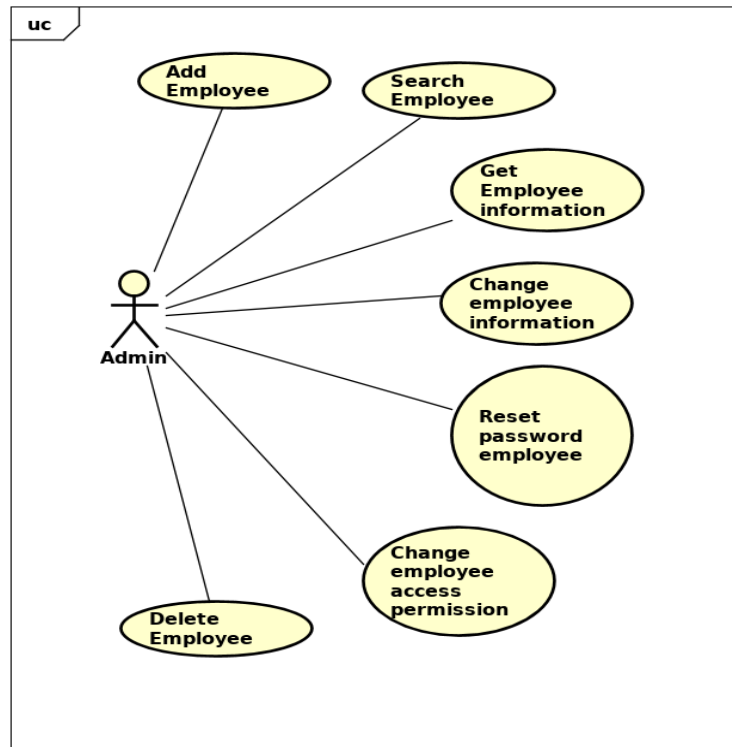 uc
Add
Employee
Search
Employee
Get
Employee
information
Change
employee
information
Admin
Reset
password
employee
Change
employee
access
permission
Delete
Employee